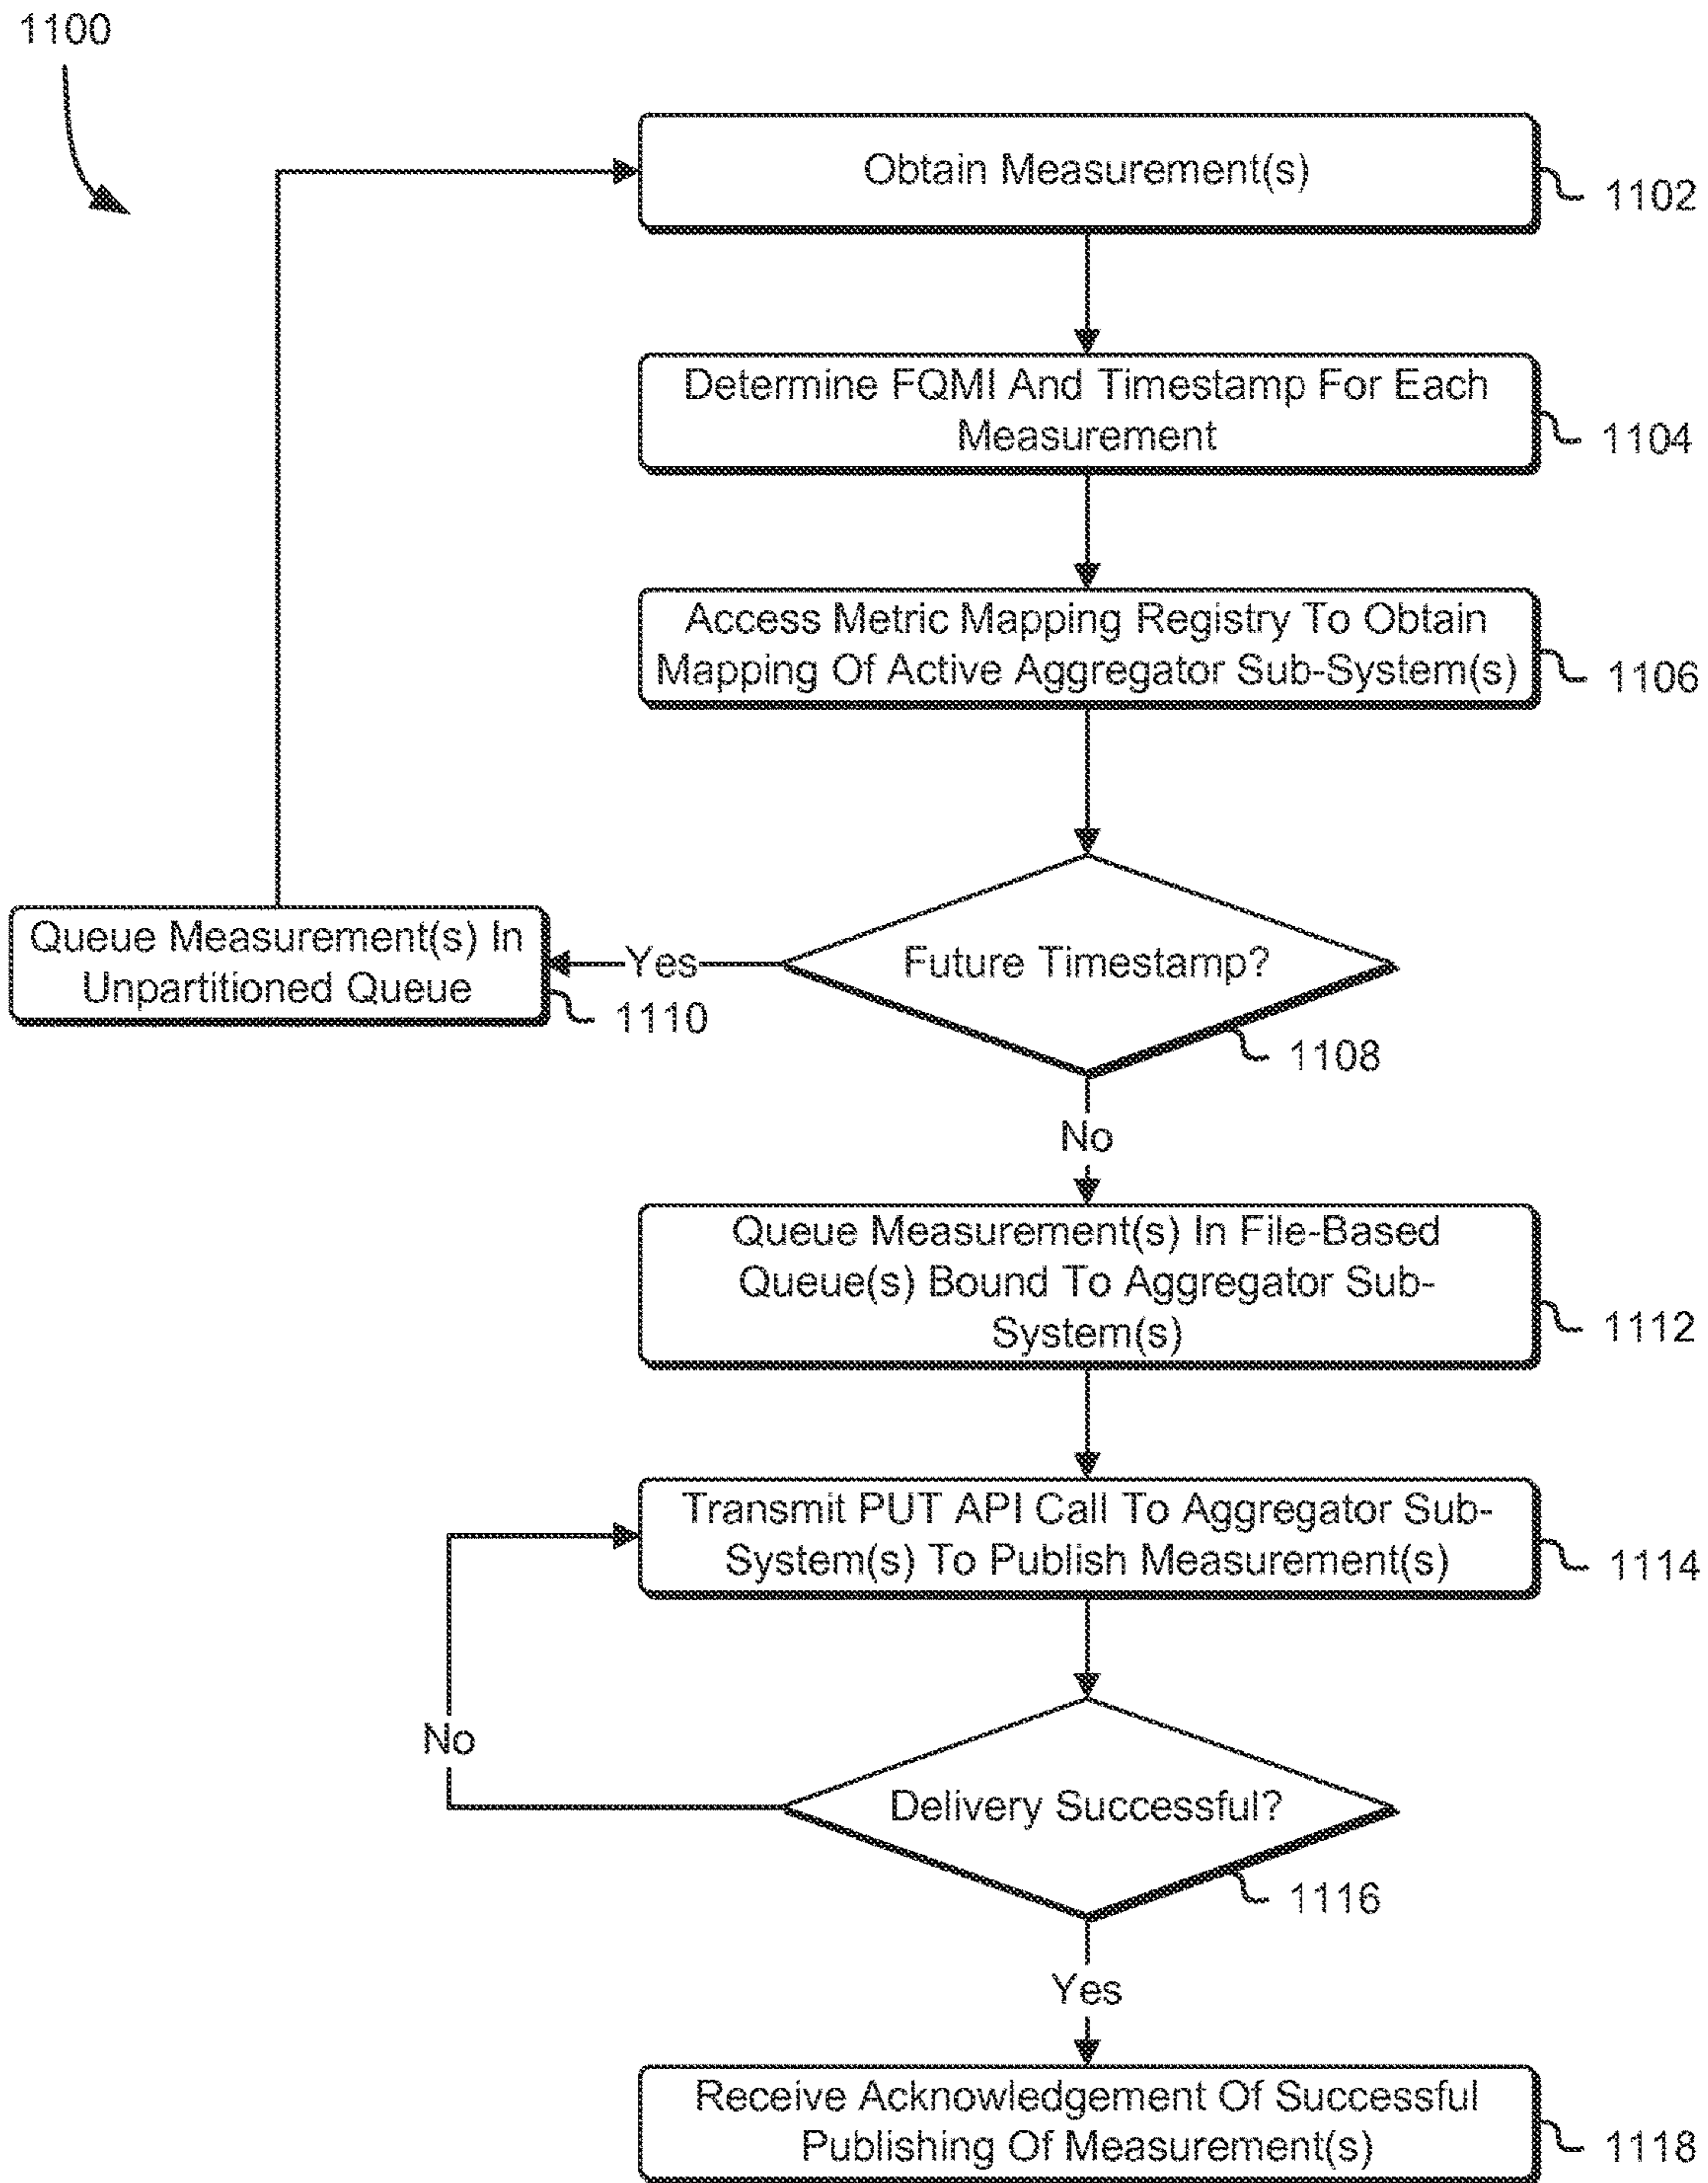 1100
Obtain Measurement(s)
1102
Determine FQMI And Timestamp For Each
Measurement
1104
Access Metric Mapping Registry To Obtain
Mapping Of Active Aggregator Sub-System(s)
1106
Queue Measurement(s) In
Unpartitioned Queue
1110
Yes
Future Timestamp?
1108
No
Queue Measurement(s) In File-Based
Queue(s) Bound To Aggregator Sub-
System(s)
1112
Transmit PUT API Call To Aggregator Sub-
System(s) To Publish Measurement(s)
1114
No
Delivery Successful?
1116
Yes
Receive Acknowledgement Of Successful
Publishing Of Measurement(s)
1118